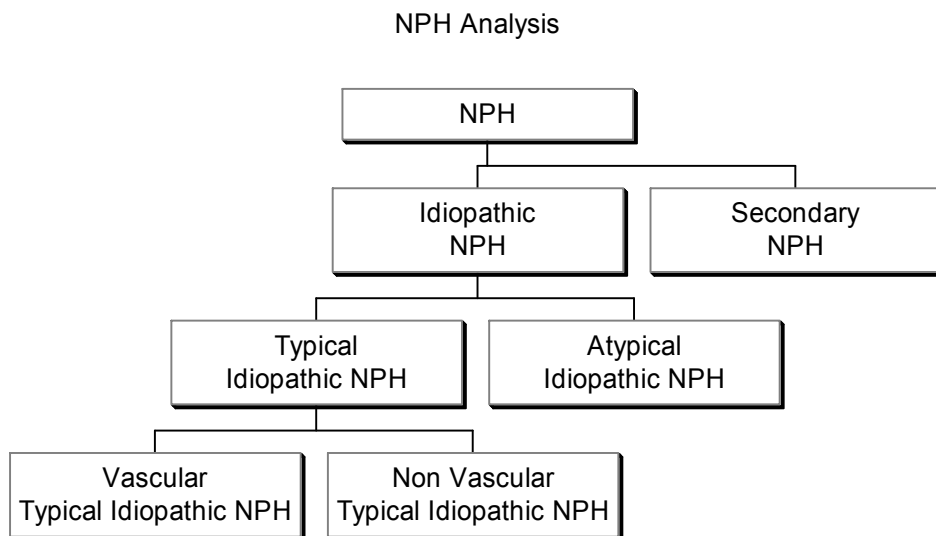 NPH Analysis
NPH
Idiopathic
NPH
Secondary
NPH
Typical
Idiopathic NPH
Atypical
Idiopathic NPH
Vascular
Typical Idiopathic NPH
Non Vascular
Typical Idiopathic NPH